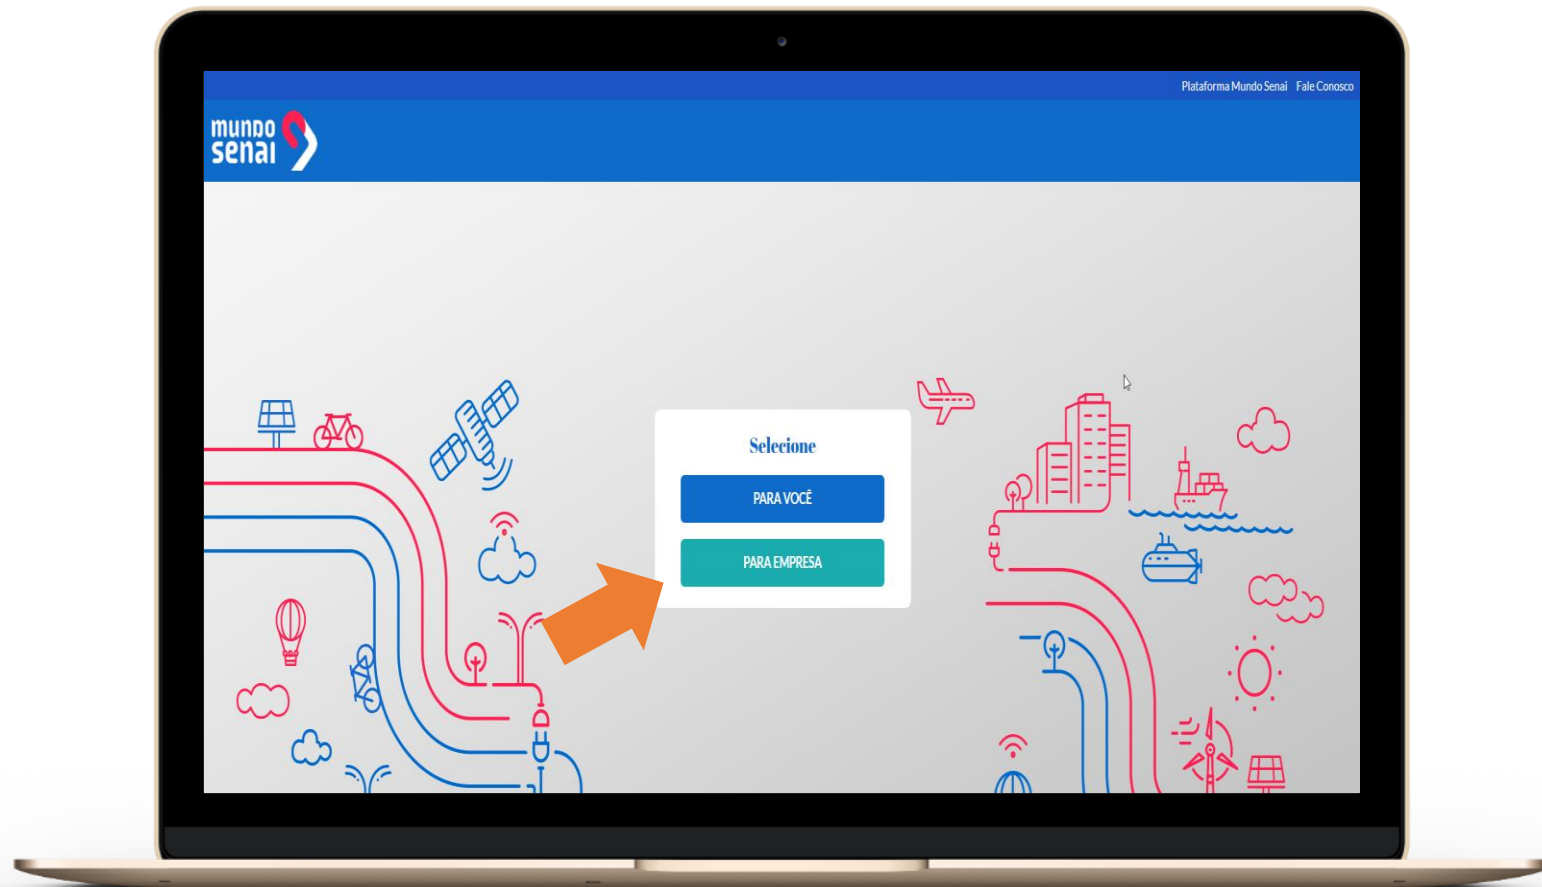 Plataforma Mundo Senai Fale Conosco
mundo
senai
Selecione
PARA VOCÊ
PARA EMPRESA